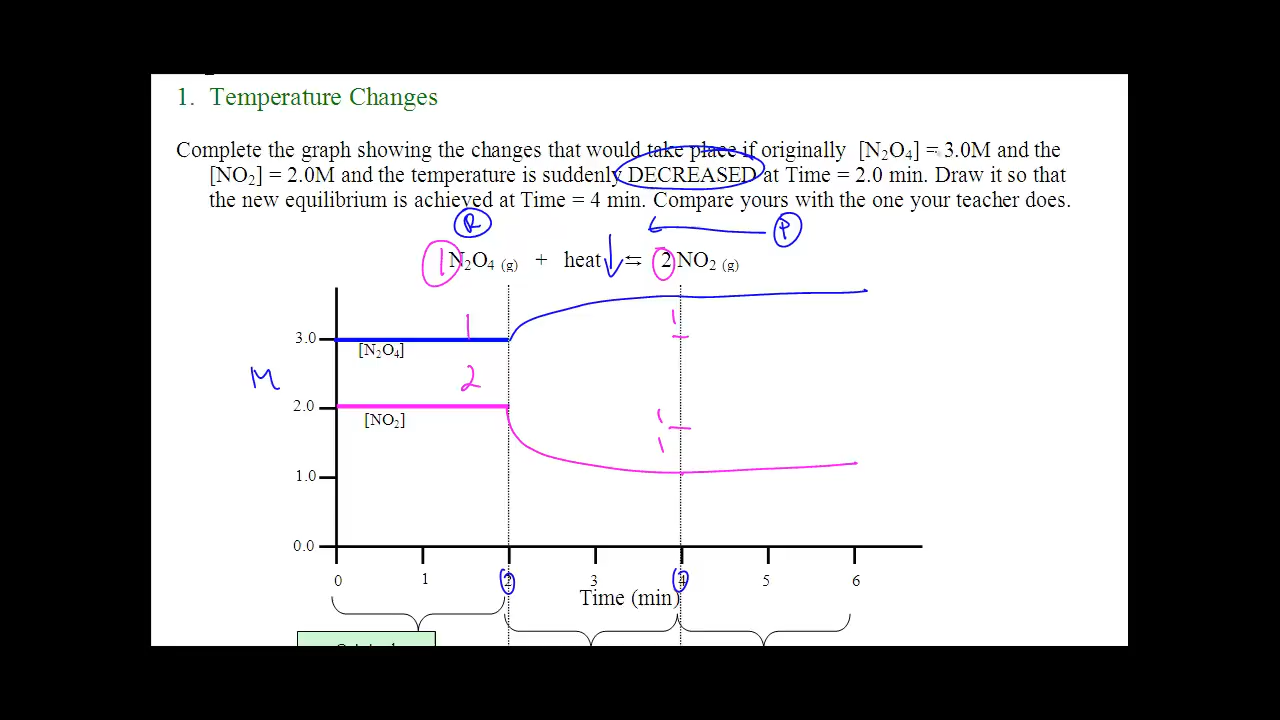 1. Temperature Changes
Complete the graph showing the changes that would take place if originally [N₂O₄] = 3.0M and the
[NO₂] = 2.0M and the temperature is suddenly DECREASED at Time = 2.0 min. Draw it so that
the new equilibrium is achieved at Time = 4 min. Compare yours with the one your teacher does.
R P
1 N₂O₄ (g) + heat ↓ ⇆ 2 NO₂ (g)
1
3.0
[N₂O₄]
M 2
2.0
[NO₂]
1.0
0.0
0 1 2 3 4 5 6
Time (min)